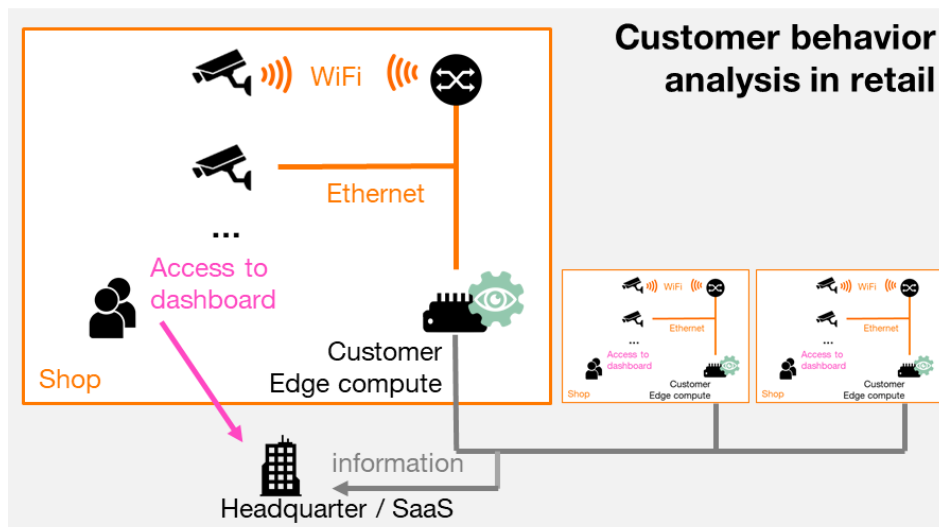 Customer behavior
analysis in retail
WiFi
Ethernet
...
Access to
dashboard
Customer
Edge compute
Shop
WiFi
Ethernet
...
Access to
dashboard
Customer
Edge compute
Shop
WiFi
Ethernet
...
Access to
dashboard
Customer
Edge compute
Shop
information
Headquarter / SaaS